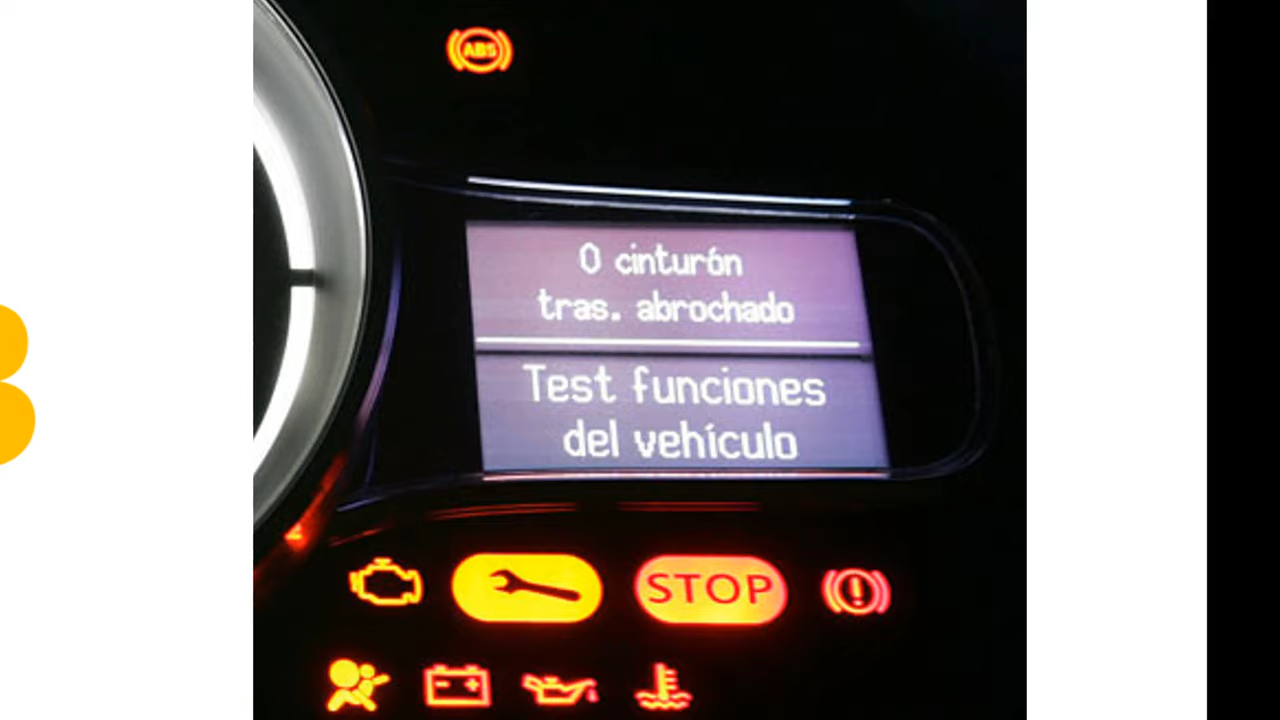 ABS
0 cinturón
tras. abrochado
Test funciones
del vehículo
STOP